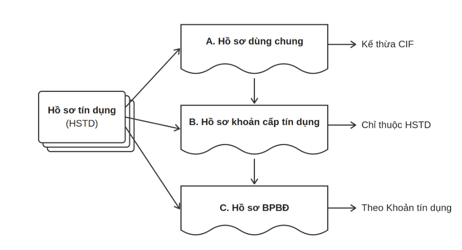 A. Hồ sơ dùng chung
Kế thừa CIF
Hồ sơ tín dụng
(HSTD)
B. Hồ sơ khoản cấp tín dụng
Chỉ thuộc HSTD
C. Hồ sơ BPBĐ
Theo Khoản tín dụng